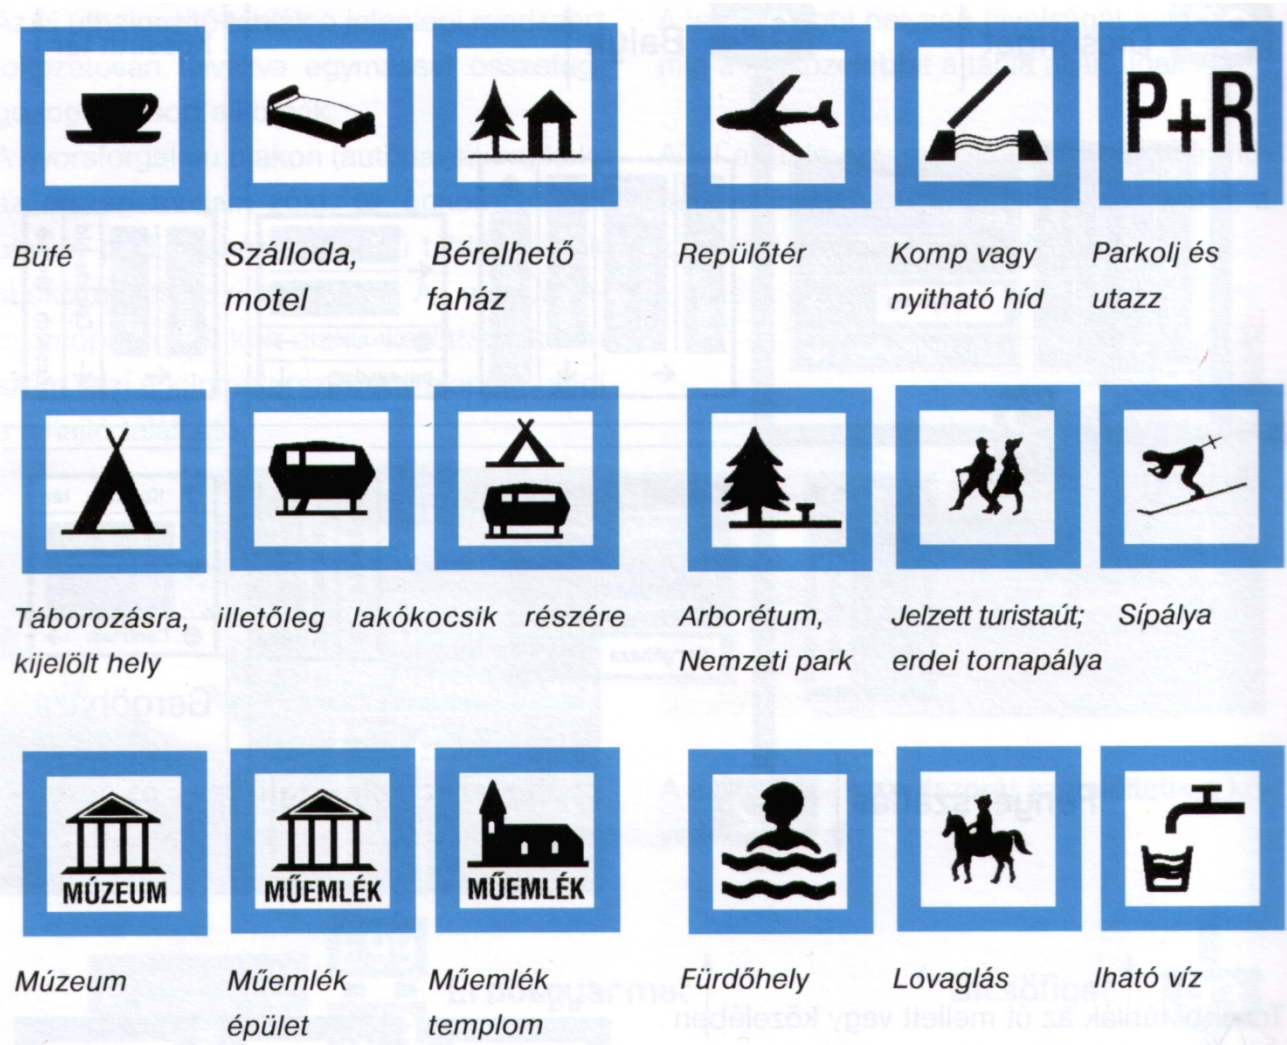 P+R
Büfé
Szálloda, motel
Bérelhető faház
Repülőtér
Komp vagy nyitható híd
Parkolj és utazz
Táborozásra, illetőleg lakókocsik részére
kijelölt hely
Arborétum, Nemzeti park
Jelzett turistaút; erdei tornapálya
Sípálya
MÚZEUM
MŰEMLÉK
MŰEMLÉK
Múzeum
Műemlék épület
Műemlék templom
Fürdőhely
Lovaglás
Iható víz